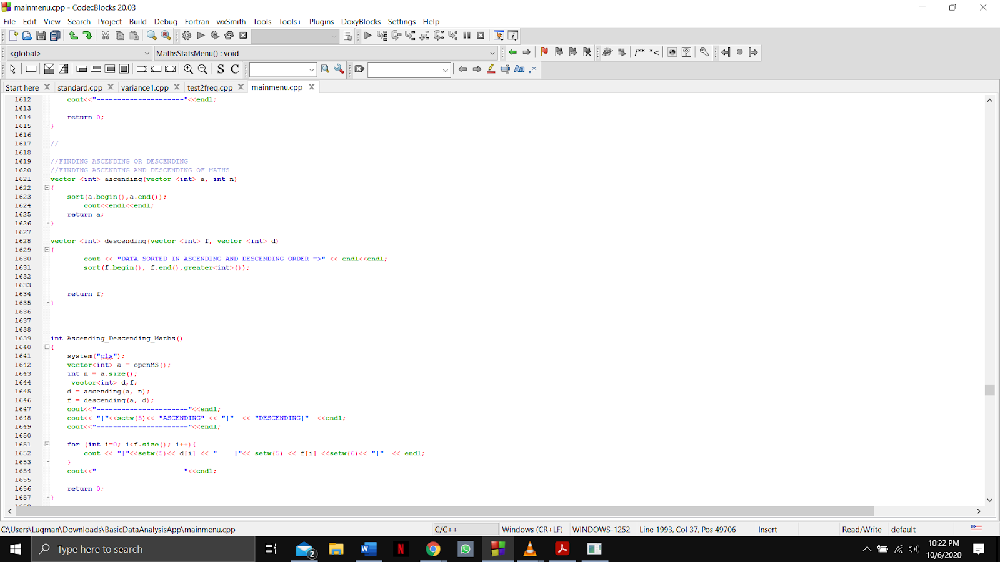 mainmenu.cpp - Code::Blocks 20.03
File Edit View Search Project Build Debug Fortran wxSmith Tools Tools+ Plugins DoxyBlocks Settings Help
<global> MathsStatsMenu() : void
/** *<
S C Aa .*
Start here X standard.cpp X variance1.cpp X test2freq.cpp X mainmenu.cpp X
1612 cout<<"---------------------"<<endl;
1613
1614 return 0;
1615 }
1616
1617 //-------------------------------------------------------------------------
1618
1619 //FINDING ASCENDING OR DESCENDING
1620 //FINDING ASCENDING AND DESCENDING OF MATHS
1621 vector <int> ascending(vector <int> a, int n)
1622 {
1623 sort(a.begin(),a.end());
1624 cout<<endl<<endl;
1625 return a;
1626 }
1627
1628 vector <int> descending(vector <int> f, vector <int> d)
1629 {
1630 cout << "DATA SORTED IN ASCENDING AND DESCENDING ORDER =>" << endl<<endl;
1631 sort(f.begin(), f.end(),greater<int>());
1632
1633
1634 return f;
1635 }
1636
1637
1638
1639 int Ascending_Descending_Maths()
1640 {
1641 system("cls");
1642 vector<int> a = openMS();
1643 int n = a.size();
1644 vector<int> d,f;
1645 d = ascending(a, n);
1646 f = descending(a, d);
1647 cout<<"----------------------"<<endl;
1648 cout<< "|"<<setw(5)<< "ASCENDING" << "|" << "DESCENDING|" <<endl;
1649 cout<<"----------------------"<<endl;
1650
1651 for (int i=0; i<f.size(); i++){
1652 cout << "|"<<setw(5)<< d[i] << "    |"<< setw(5) << f[i] <<setw(6)<< "|" << endl;
1653 }
1654 cout<<"---------------------"<<endl;
1655
1656 return 0;
1657 }
C:\Users\Luqman\Downloads\BasicDataAnalysisApp\mainmenu.cpp C/C++ Windows (CR+LF) WINDOWS-1252 Line 1993, Col 37, Pos 49706 Insert Read/Write default
Type here to search 2 10:22 PM
10/6/2020